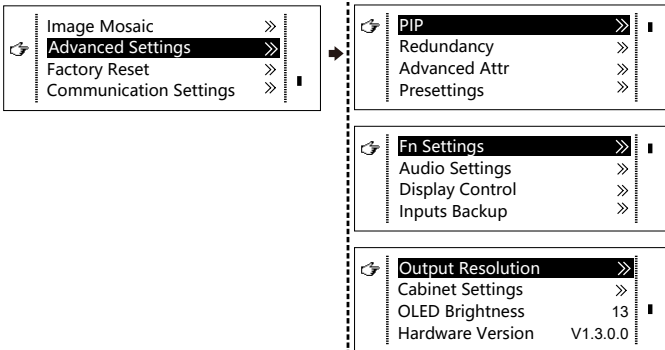 Image Mosaic »
Advanced Settings »
Factory Reset »
Communication Settings »
PIP »
Redundancy »
Advanced Attr »
Presettings »
Fn Settings »
Audio Settings »
Display Control »
Inputs Backup »
Output Resolution »
Cabinet Settings »
OLED Brightness 13
Hardware Version V1.3.0.0